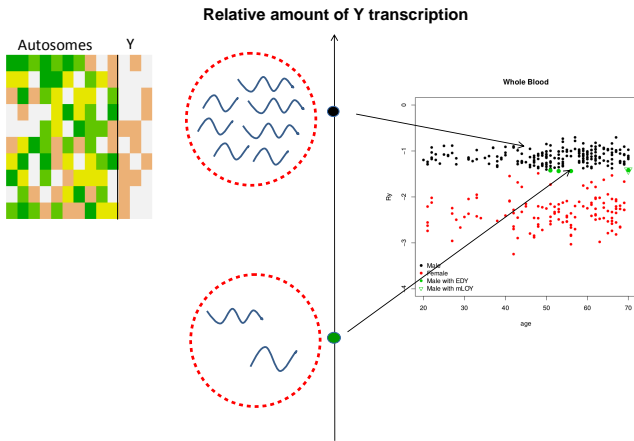 Relative amount of Y transcription
Autosomes Y
Whole Blood
0
-1
-2
-3
-4
Ry
Male
Female
Male with EDY
Male with mLOY
20 30 40 50 60 70
age